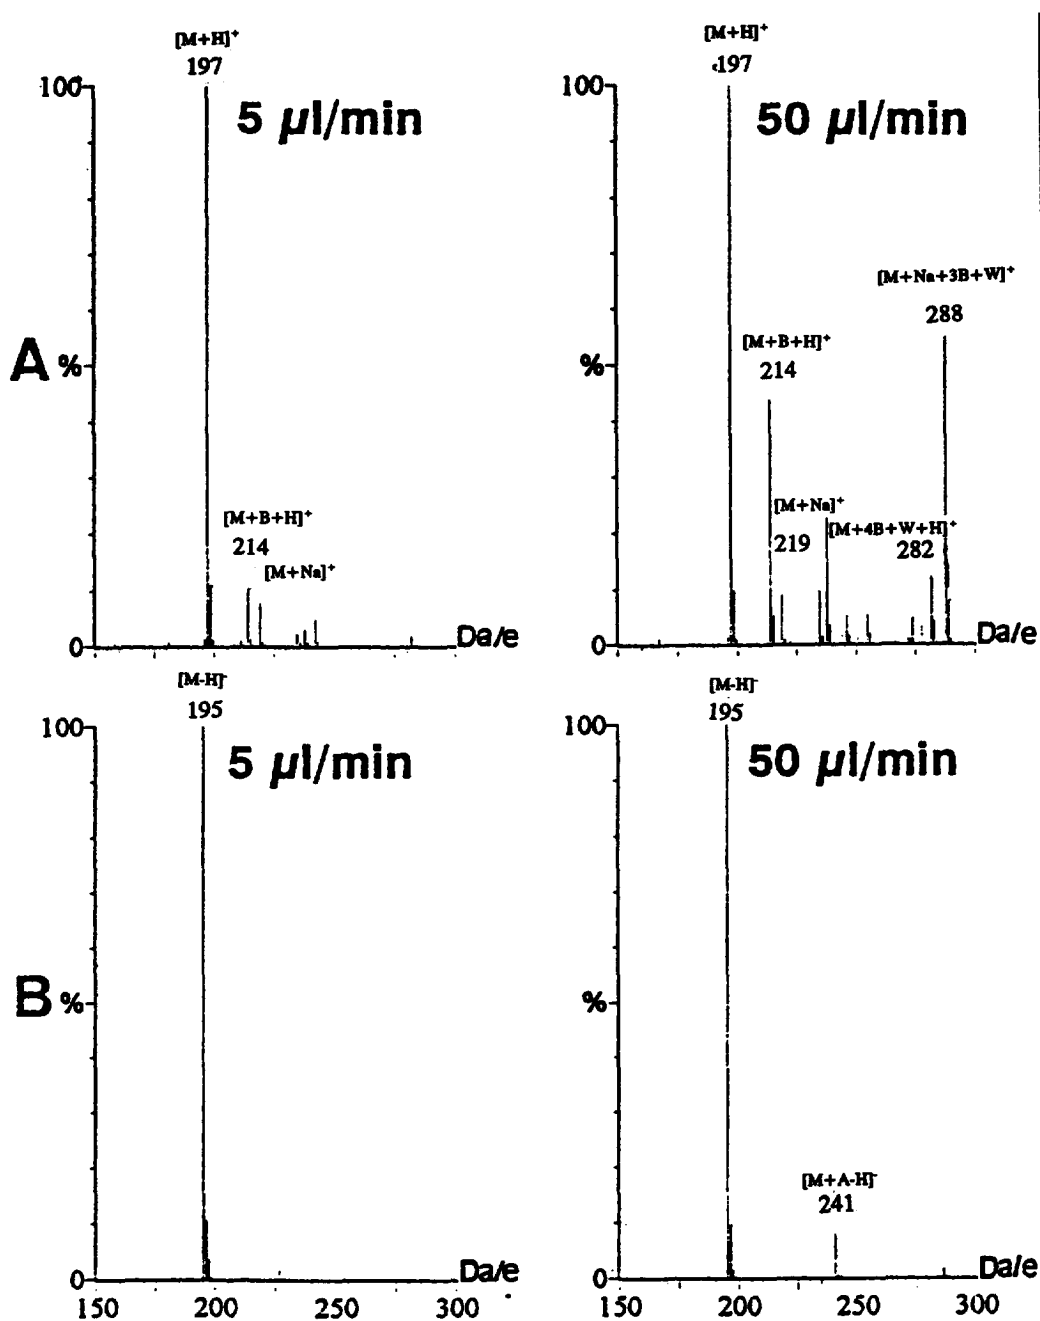 [M+H]+
197
100
5 µl/min
A
%
[M+B+H]+
214
[M+Na]+
0
Da/e
[M+H]+
197
100
50 µl/min
[M+Na+3B+W]+
288
[M+B+H]+
214
%
[M+Na]+
219
[M+4B+W+H]+
282
0
Da/e
[M-H]-
195
100
5 µl/min
B
%
0
Da/e
150 200 250 300
[M-H]-
195
100
50 µl/min
%
[M+A-H]-
241
0
Da/e
150 200 250 300